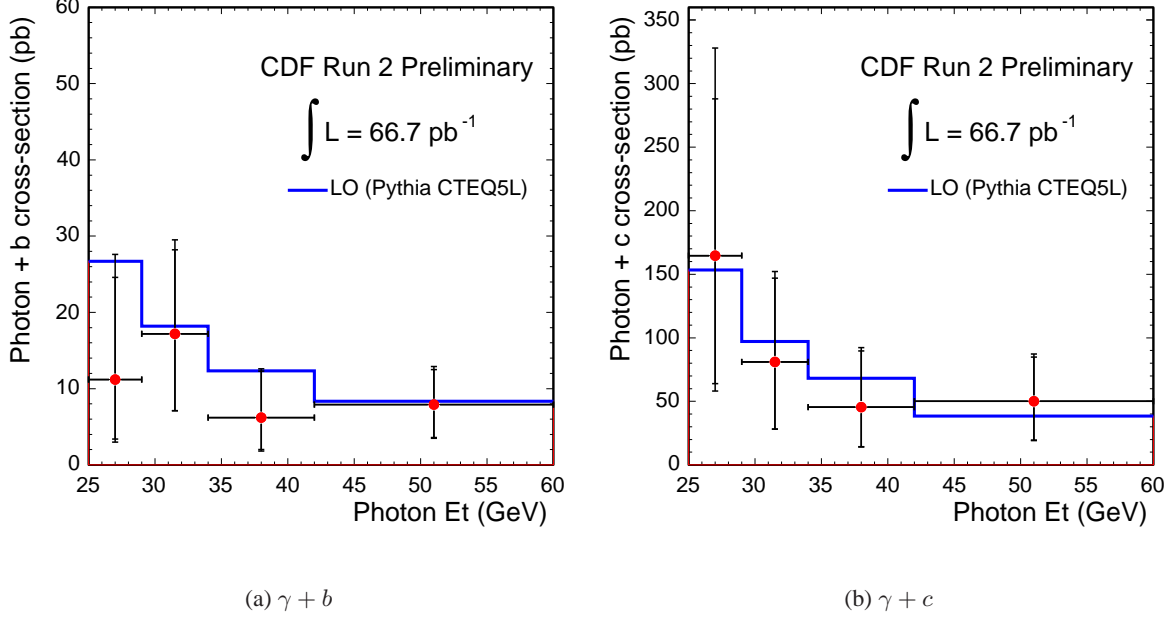 Photon + b cross-section (pb)
60
50
40
30
20
10
0
CDF Run 2 Preliminary
∫ L = 66.7 pb⁻¹
LO (Pythia CTEQ5L)
25 30 35 40 45 50 55 60
Photon Et (GeV)
(a) γ + b
Photon + c cross-section (pb)
350
300
250
200
150
100
50
0
CDF Run 2 Preliminary
∫ L = 66.7 pb⁻¹
LO (Pythia CTEQ5L)
25 30 35 40 45 50 55 60
Photon Et (GeV)
(b) γ + c